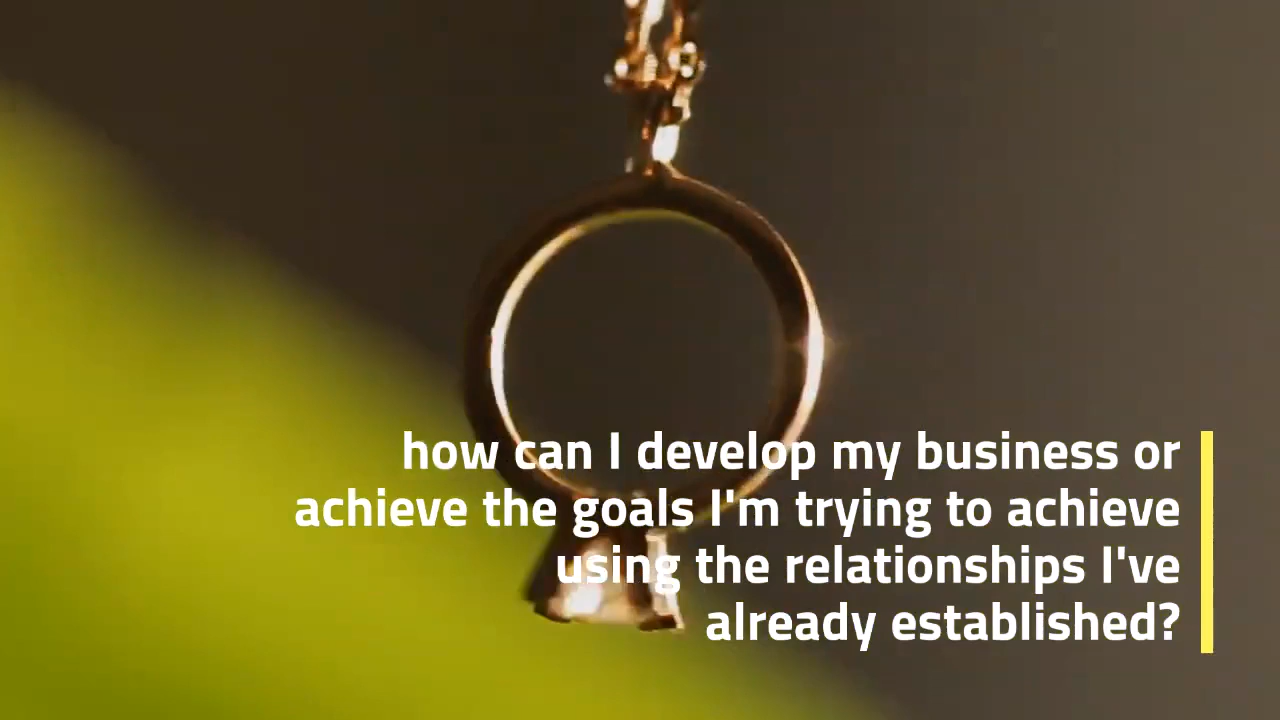 how can I develop my business or
achieve the goals I'm trying to achieve
using the relationships I've
already established?